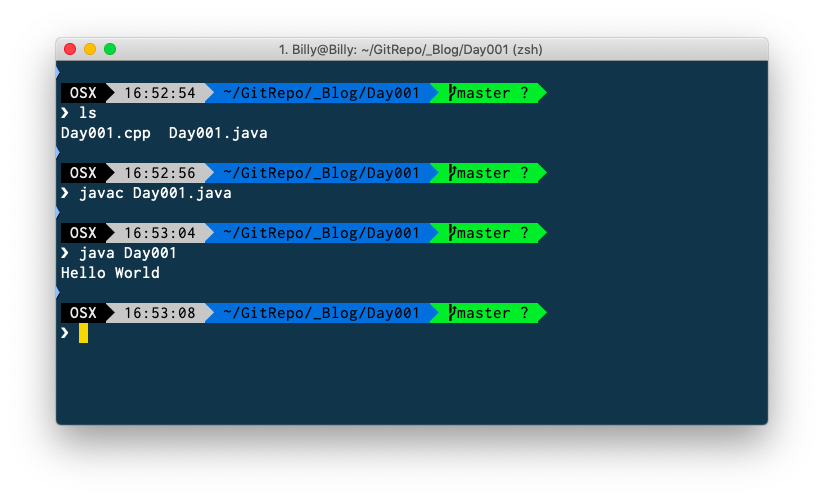 1. Billy@Billy: ~/GitRepo/_Blog/Day001 (zsh)
OSX 16:52:54 ~/GitRepo/_Blog/Day001 master ?
❯ ls
Day001.cpp  Day001.java
OSX 16:52:56 ~/GitRepo/_Blog/Day001 master ?
❯ javac Day001.java
OSX 16:53:04 ~/GitRepo/_Blog/Day001 master ?
❯ java Day001
Hello World
OSX 16:53:08 ~/GitRepo/_Blog/Day001 master ?
❯